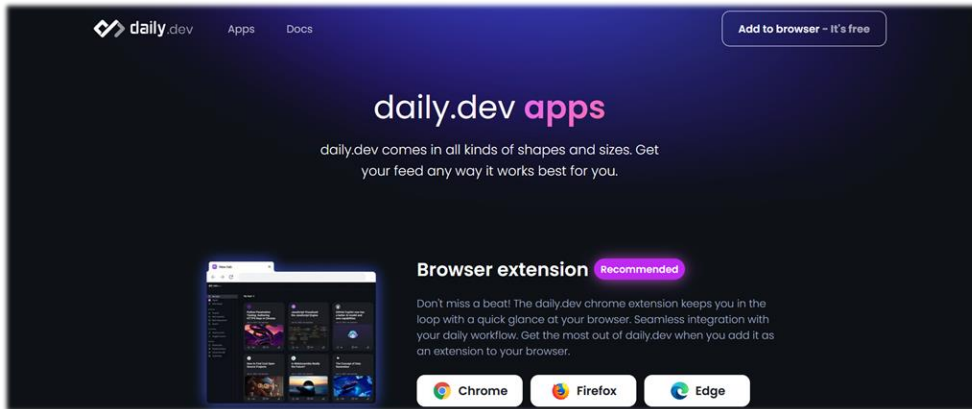 daily.dev
Apps
Docs
Add to browser - It's free
daily.dev apps
daily.dev comes in all kinds of shapes and sizes. Get
your feed any way it works best for you.
Browser extension
Recommended
Don't miss a beat! The daily.dev chrome extension keeps you in the
loop with a quick glance at your browser. Seamless integration with
your daily workflow. Get the most out of daily.dev when you add it as
an extension to your browser.
Chrome
Firefox
Edge